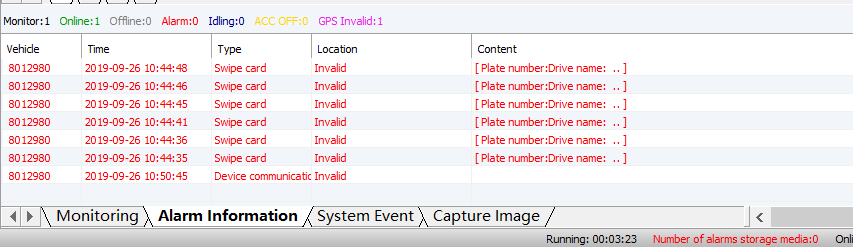 Monitor:1 Online:1 Offline:0 Alarm:0 Idling:0 ACC OFF:0 GPS Invalid:1
Vehicle Time Type Location Content
8012980 2019-09-26 10:44:48 Swipe card Invalid [ Plate number:Drive name: .. ]
8012980 2019-09-26 10:44:46 Swipe card Invalid [ Plate number:Drive name: .. ]
8012980 2019-09-26 10:44:45 Swipe card Invalid [ Plate number:Drive name: .. ]
8012980 2019-09-26 10:44:41 Swipe card Invalid [ Plate number:Drive name: .. ]
8012980 2019-09-26 10:44:36 Swipe card Invalid [ Plate number:Drive name: .. ]
8012980 2019-09-26 10:44:35 Swipe card Invalid [ Plate number:Drive name: .. ]
8012980 2019-09-26 10:50:45 Device communicatic Invalid
Monitoring Alarm Information System Event Capture Image
Running: 00:03:23 Number of alarms storage media:0 Onli